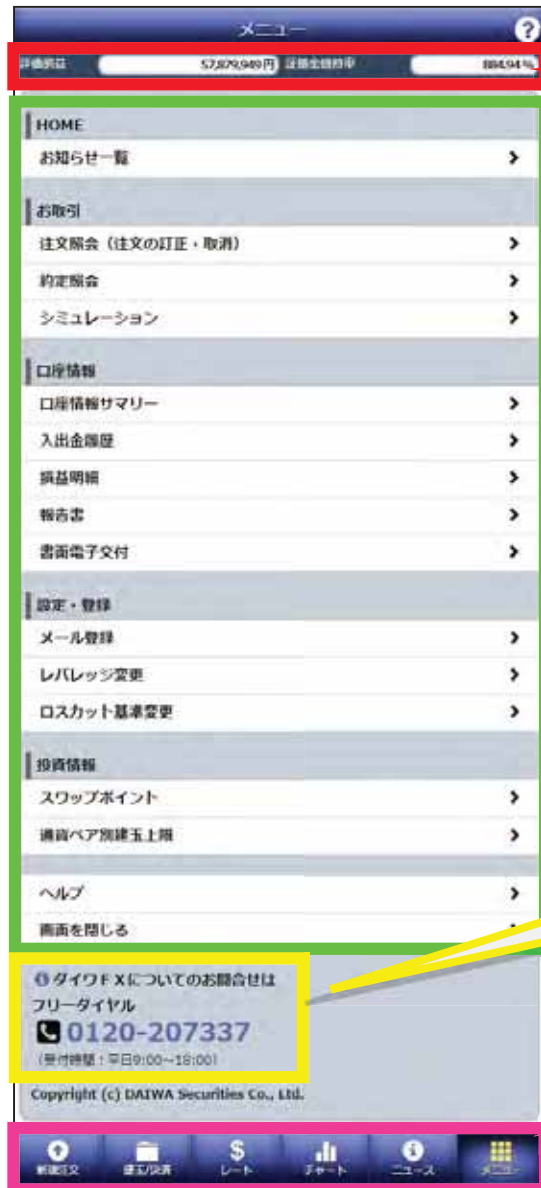 メニュー
?
評価損益 57,879,949円 証拠金維持率 884.94%
HOME
お知らせ一覧
お取引
注文照会（注文の訂正・取消）
約定照会
シミュレーション
口座情報
口座情報サマリー
入出金履歴
損益明細
報告書
書面電子交付
設定・登録
メール登録
レバレッジ変更
ロスカット基準変更
投資情報
スワップポイント
通貨ペア別建玉上限
ヘルプ
画面を閉じる
ダイワFXについてのお問合せは
フリーダイヤル
0120-207337
（受付時間：平日9:00～18:00）
Copyright (c) DAIWA Securities Co., Ltd.
新規注文 建玉/決済 レート チャート ニュース メニュー